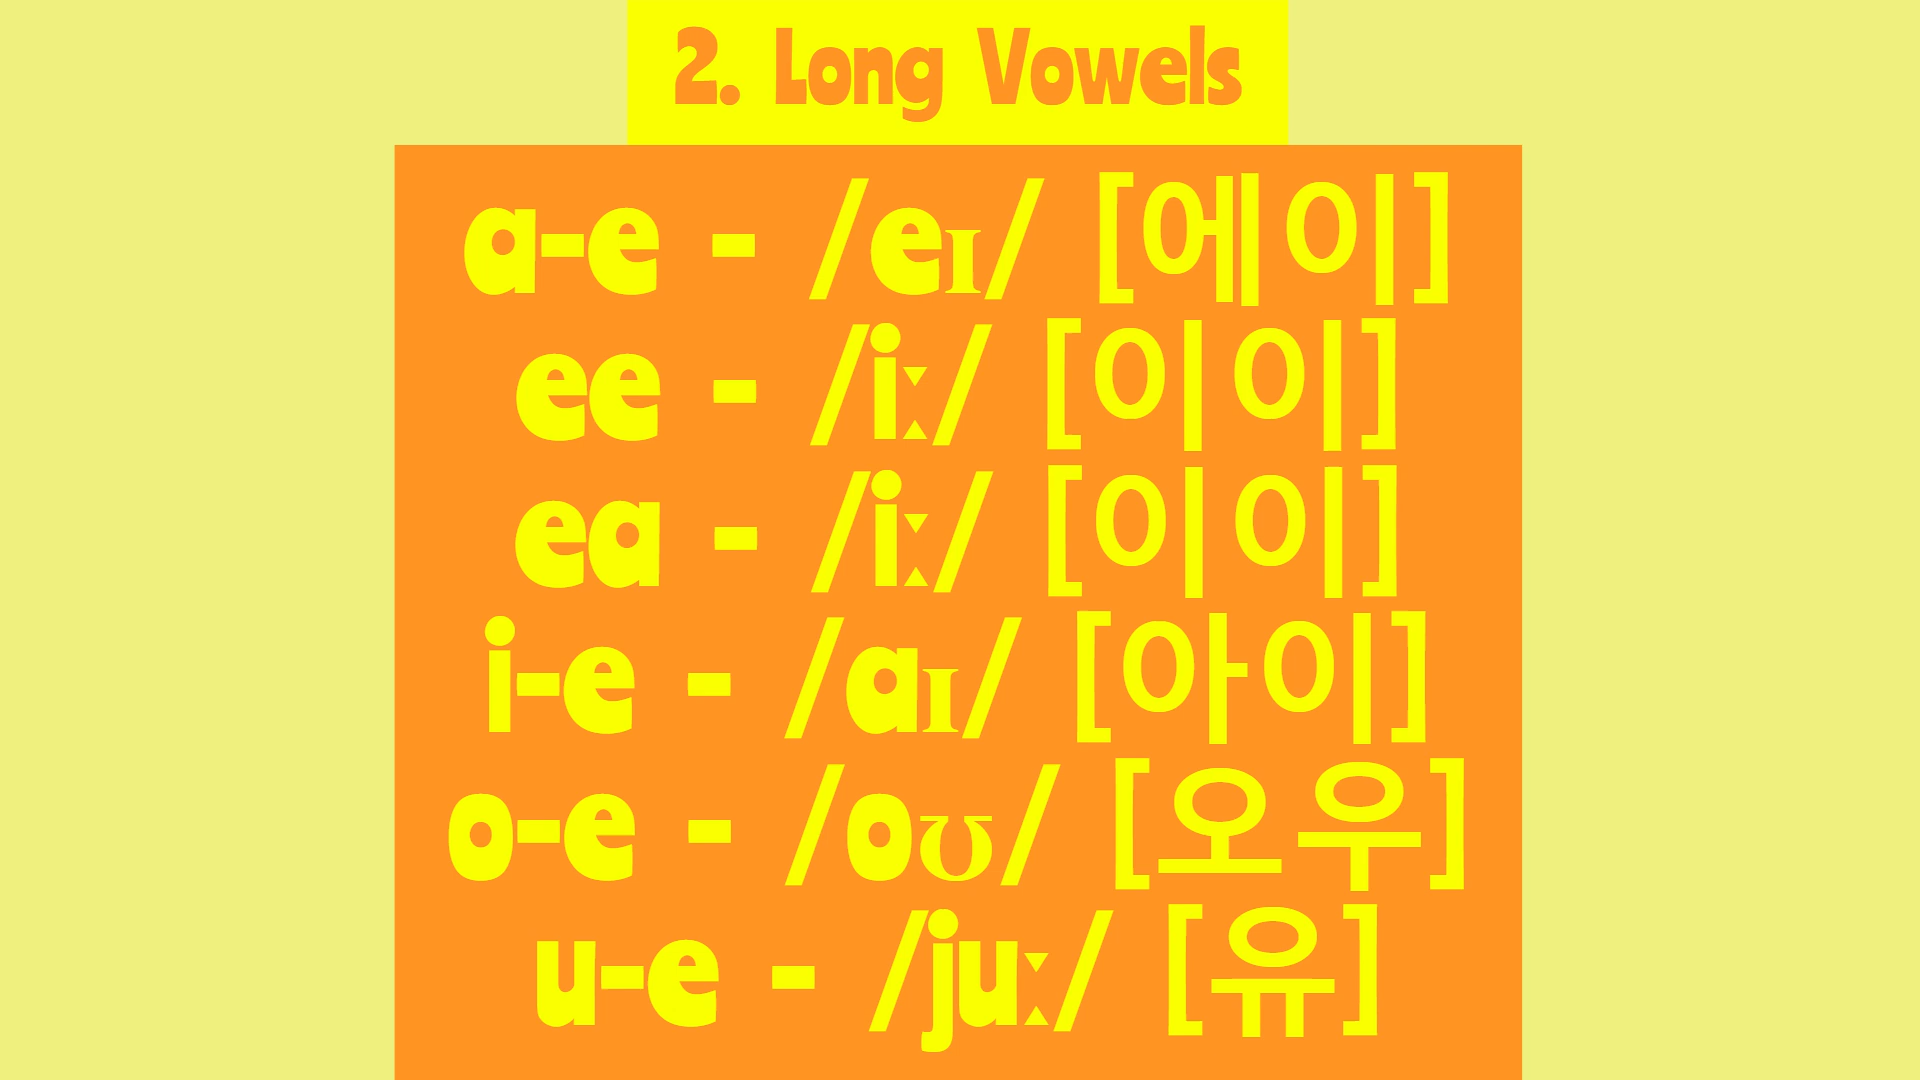 2. Long Vowels
a-e - /eɪ/ [에이]
ee - /iː/ [이이]
ea - /iː/ [이이]
i-e - /aɪ/ [아이]
o-e - /oʊ/ [오우]
u-e - /juː/ [유]